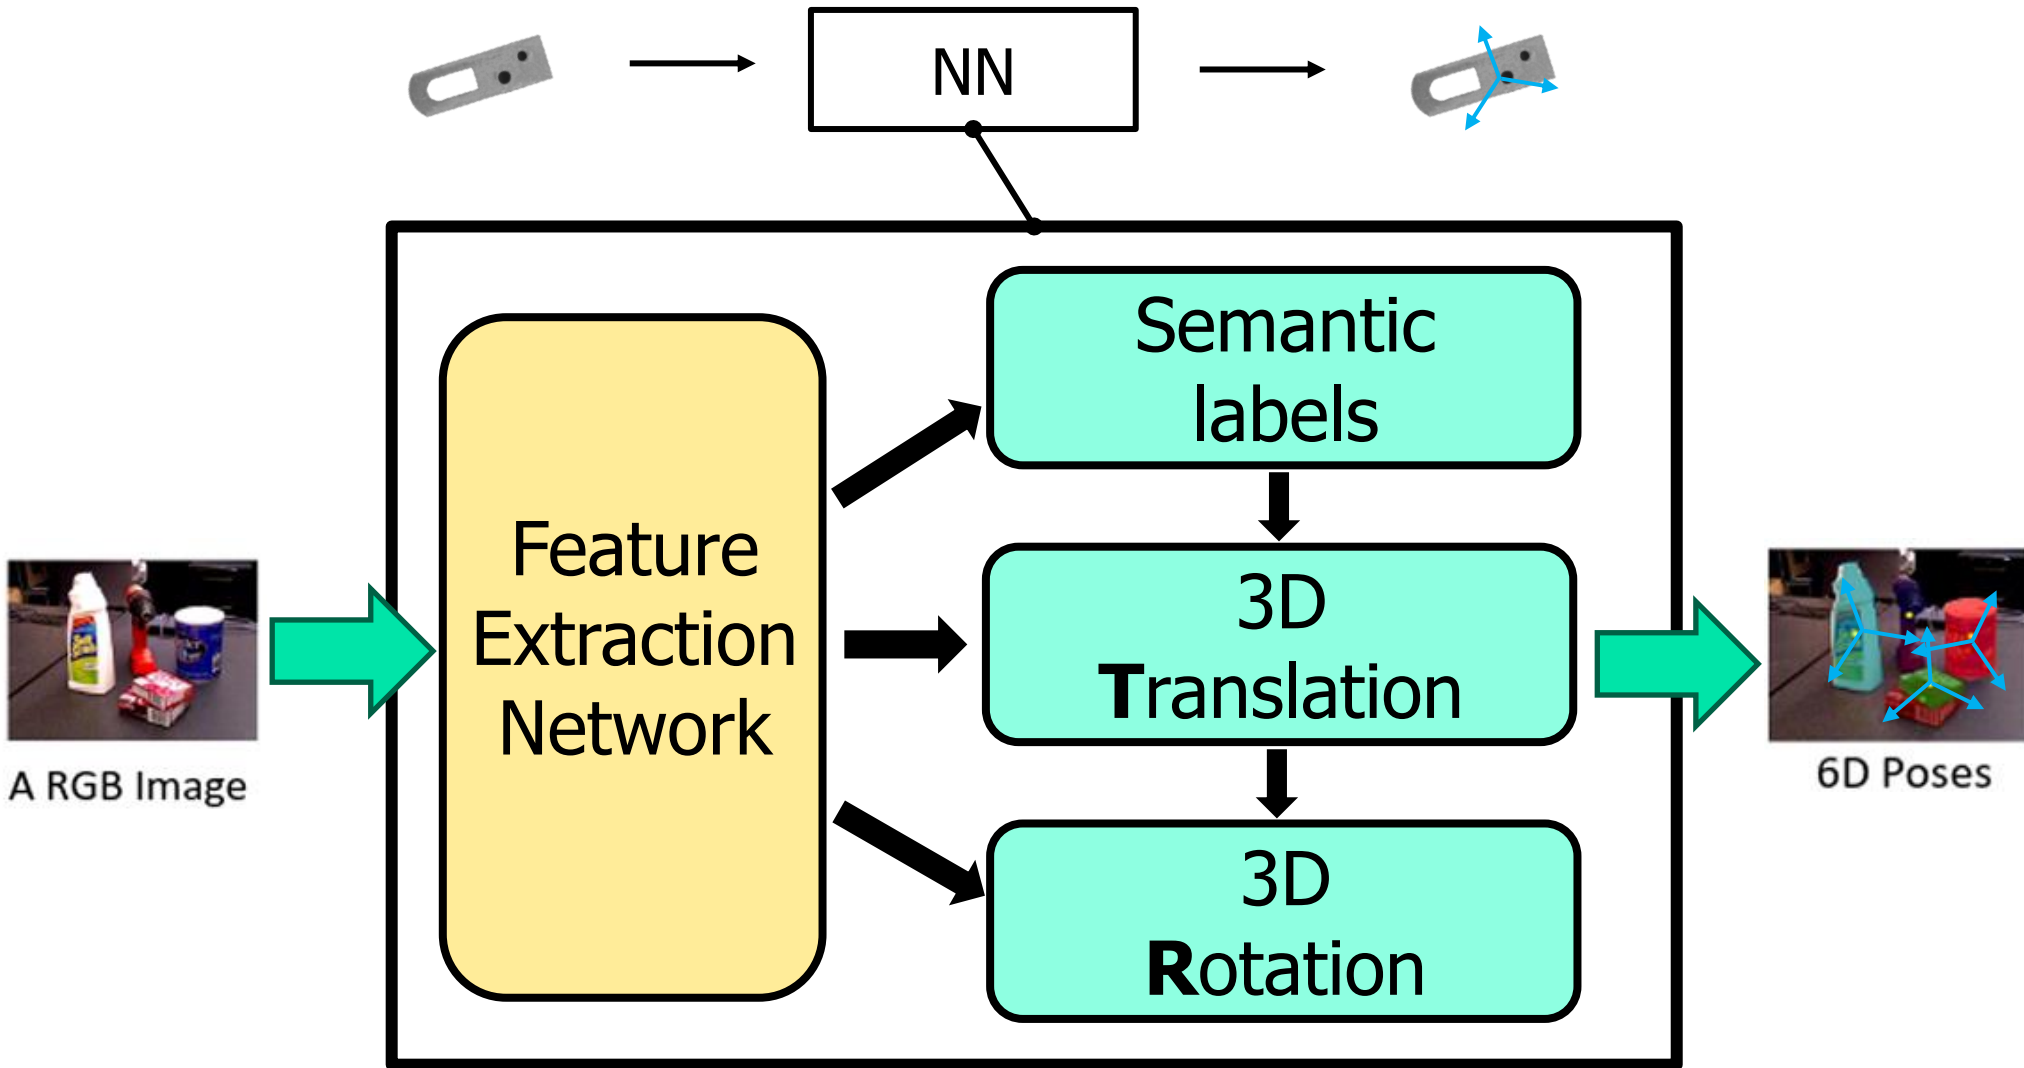 NN
Semantic
labels
Feature
Extraction
Network
3D
Translation
3D
Rotation
A RGB Image
6D Poses